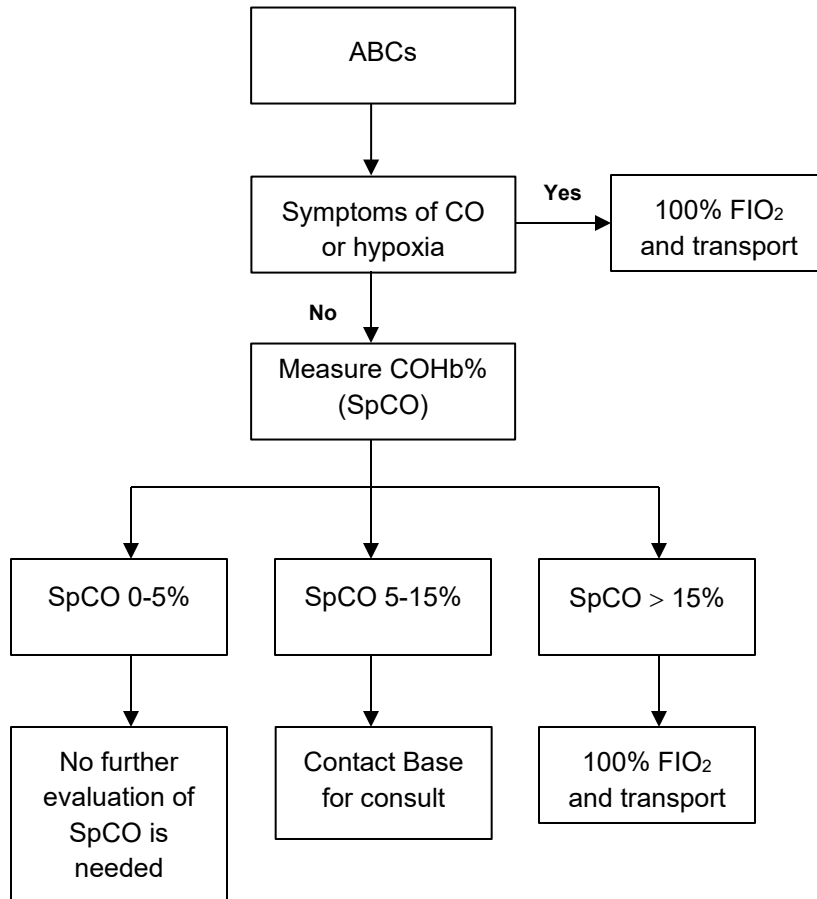 ABCs
Symptoms of CO
or hypoxia
Yes
100% FIO₂
and transport
No
Measure COHb%
(SpCO)
SpCO 0-5%
SpCO 5-15%
SpCO > 15%
No further
evaluation of
SpCO is
needed
Contact Base
for consult
100% FIO₂
and transport